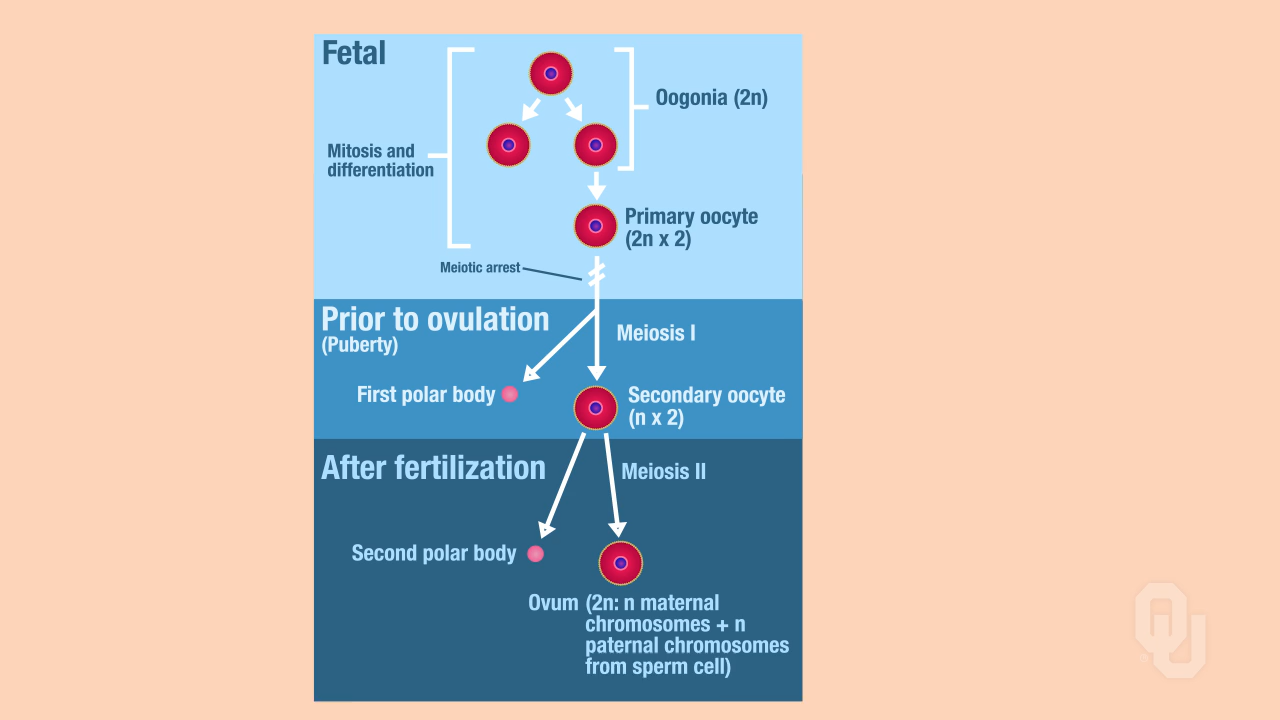 Fetal
Oogonia (2n)
Mitosis and
differentiation
Primary oocyte
(2n x 2)
Meiotic arrest
Prior to ovulation
(Puberty)
Meiosis I
First polar body
Secondary oocyte
(n x 2)
After fertilization
Meiosis II
Second polar body
Ovum (2n: n maternal
chromosomes + n
paternal chromosomes
from sperm cell)
OU